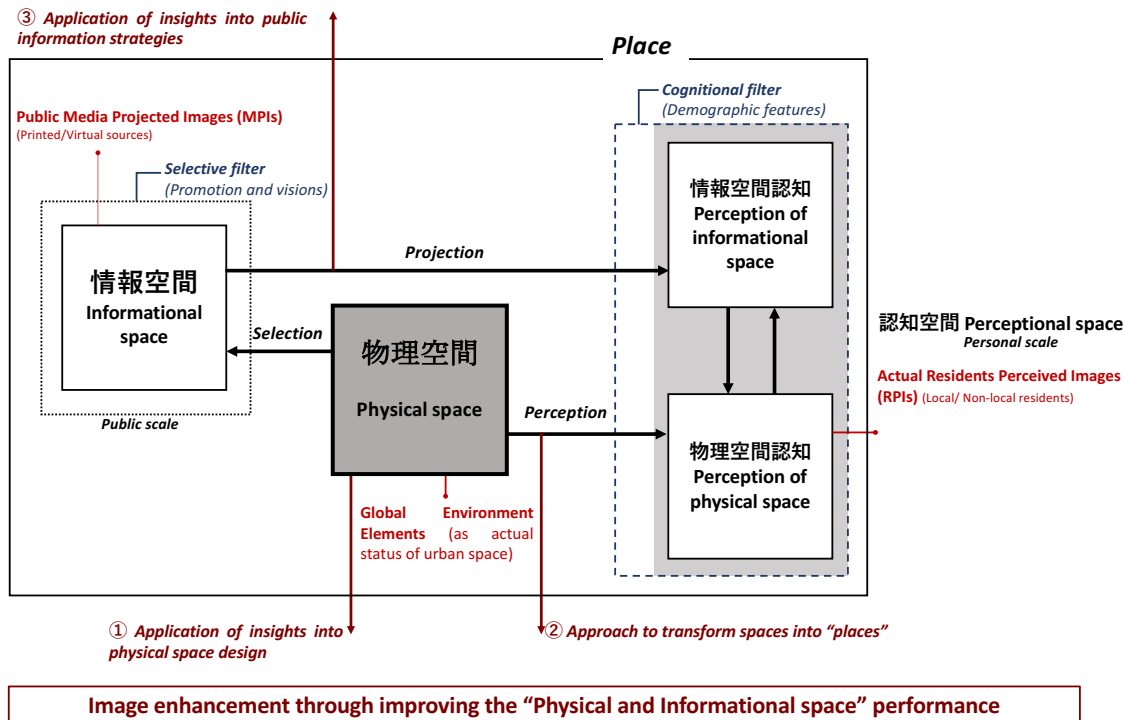 ③ Application of insights into public
information strategies
Place
Public Media Projected Images (MPIs)
(Printed/Virtual sources)
Selective filter
(Promotion and visions)
Cognitional filter
(Demographic features)
情報空間
Informational
space
Public scale
Projection
Selection
物理空間
Physical space
Perception
情報空間認知
Perception of
informational
space
物理空間認知
Perception of
physical space
認知空間 Perceptional space
Personal scale
Actual Residents Perceived Images
(RPIs) (Local/ Non-local residents)
Global Environment
Elements (as actual
status of urban space)
① Application of insights into
physical space design
② Approach to transform spaces into “places”
Image enhancement through improving the “Physical and Informational space” performance